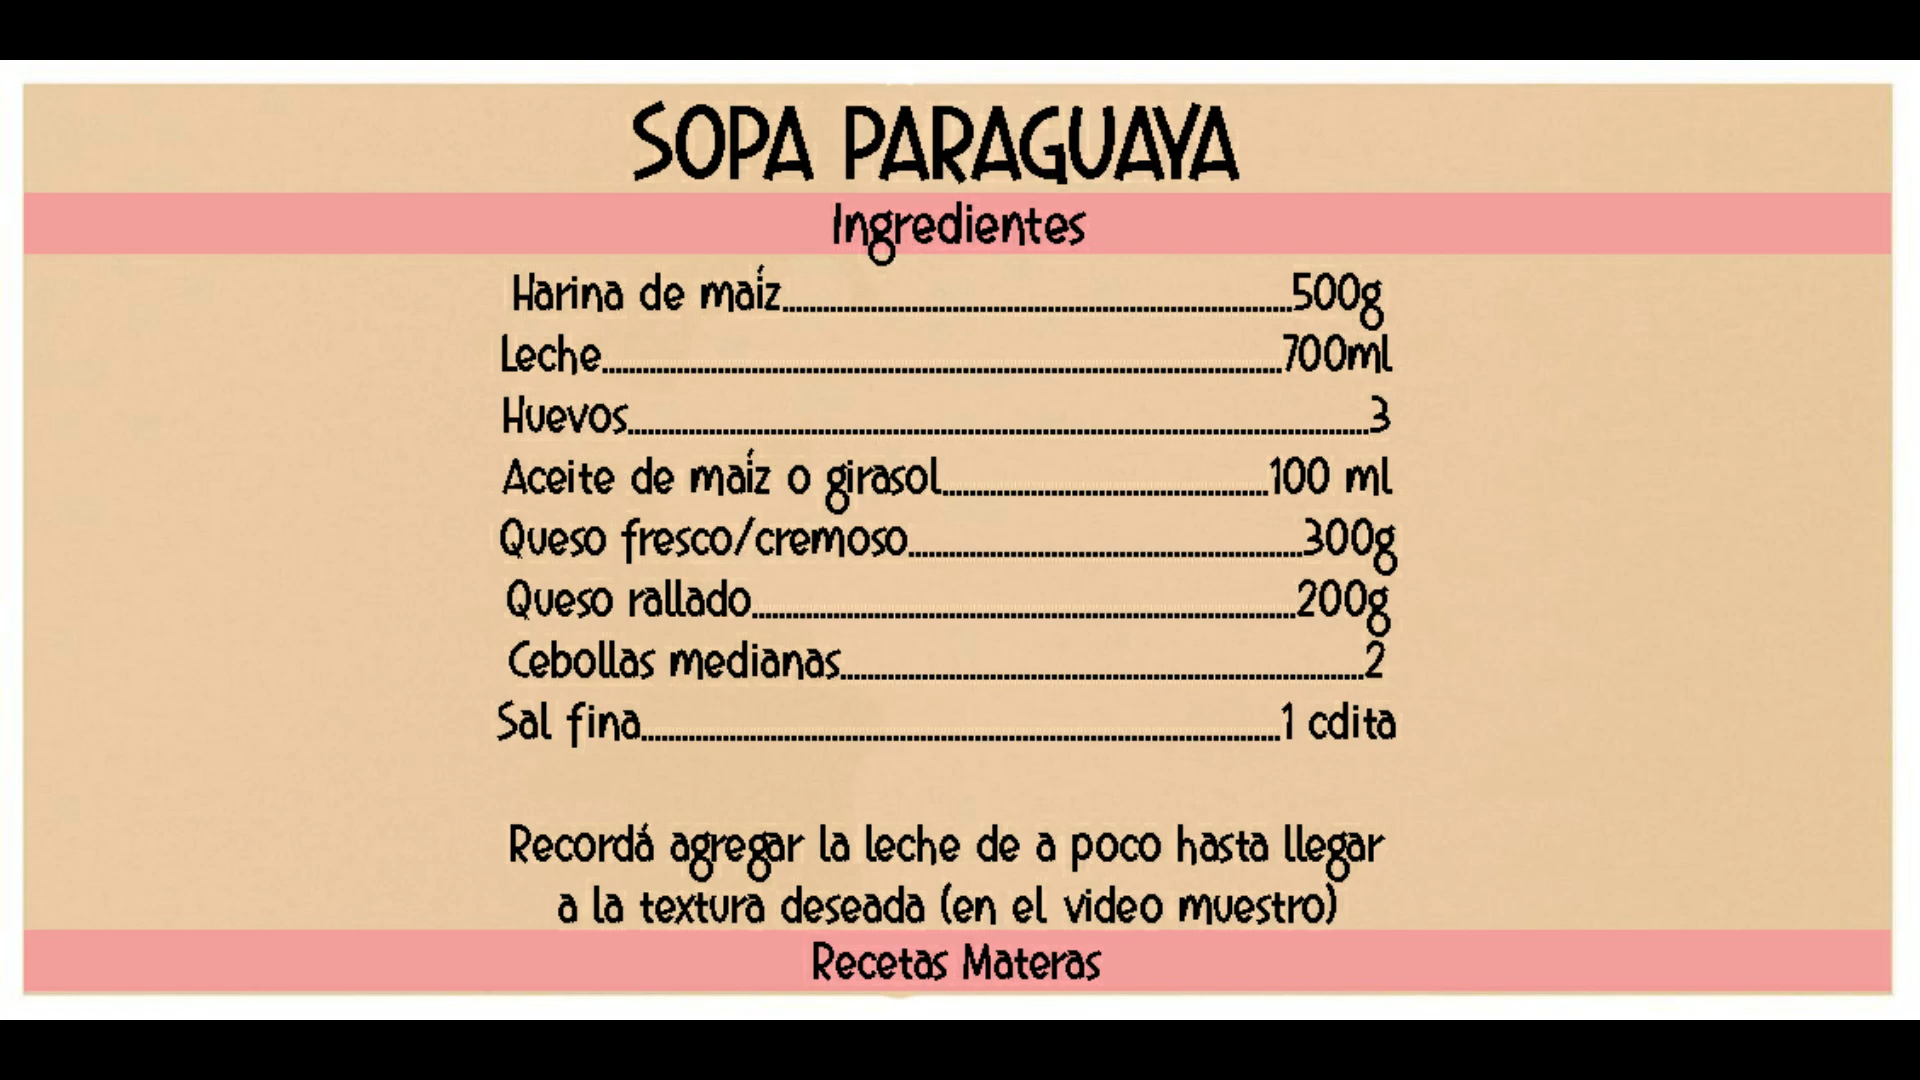 SOPA PARAGUAYA
Ingredientes
Harina de maíz....................................................500g
Leche....................................................................700ml
Huevos..........................................................................3
Aceite de maíz o girasol................................100 ml
Queso fresco/cremoso.......................................300g
Queso rallado......................................................200g
Cebollas medianas....................................................2
Sal fina...............................................................1 cdita
Recordá agregar la leche de a poco hasta llegar
a la textura deseada (en el video muestro)
Recetas Materas